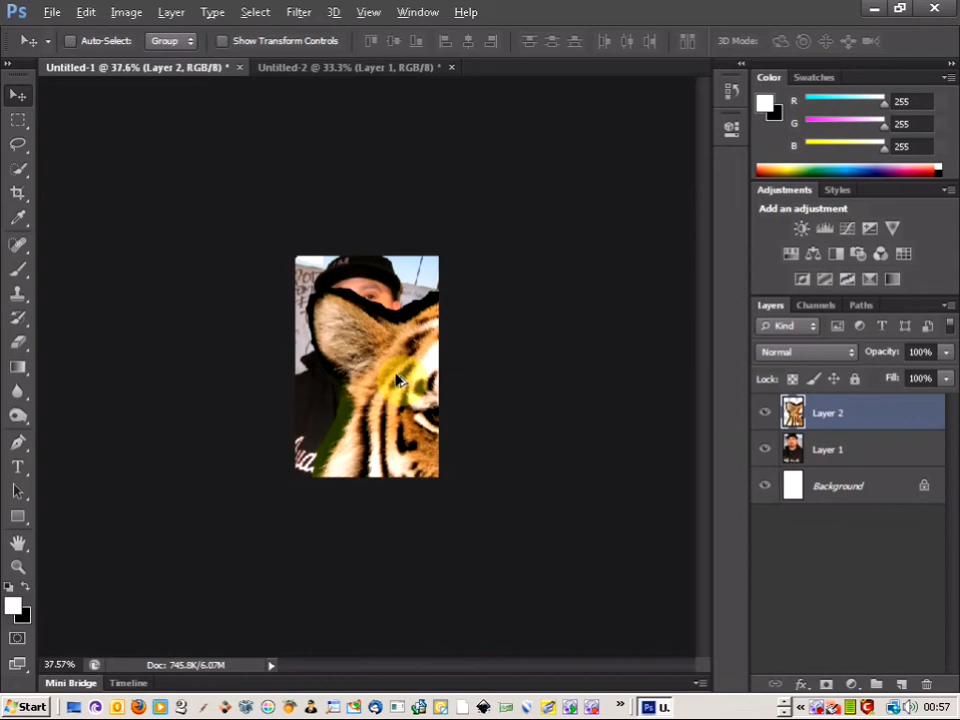 Ps File Edit Image Layer Type Select Filter 3D View Window Help
Auto-Select: Group Show Transform Controls 3D Mode:
Untitled-1 @ 37.6% (Layer 2, RGB/8) * × Untitled-2 @ 33.3% (Layer 1, RGB/8) * ×
Color Swatches
R 255
G 255
B 255
Adjustments Styles
Add an adjustment
Layers Channels Paths
Kind
Normal Opacity: 100%
Lock: Fill: 100%
Layer 2
Layer 1
Background
37.57% Doc: 745.8K/6.07M
Mini Bridge Timeline
Start Ps U. 00:57